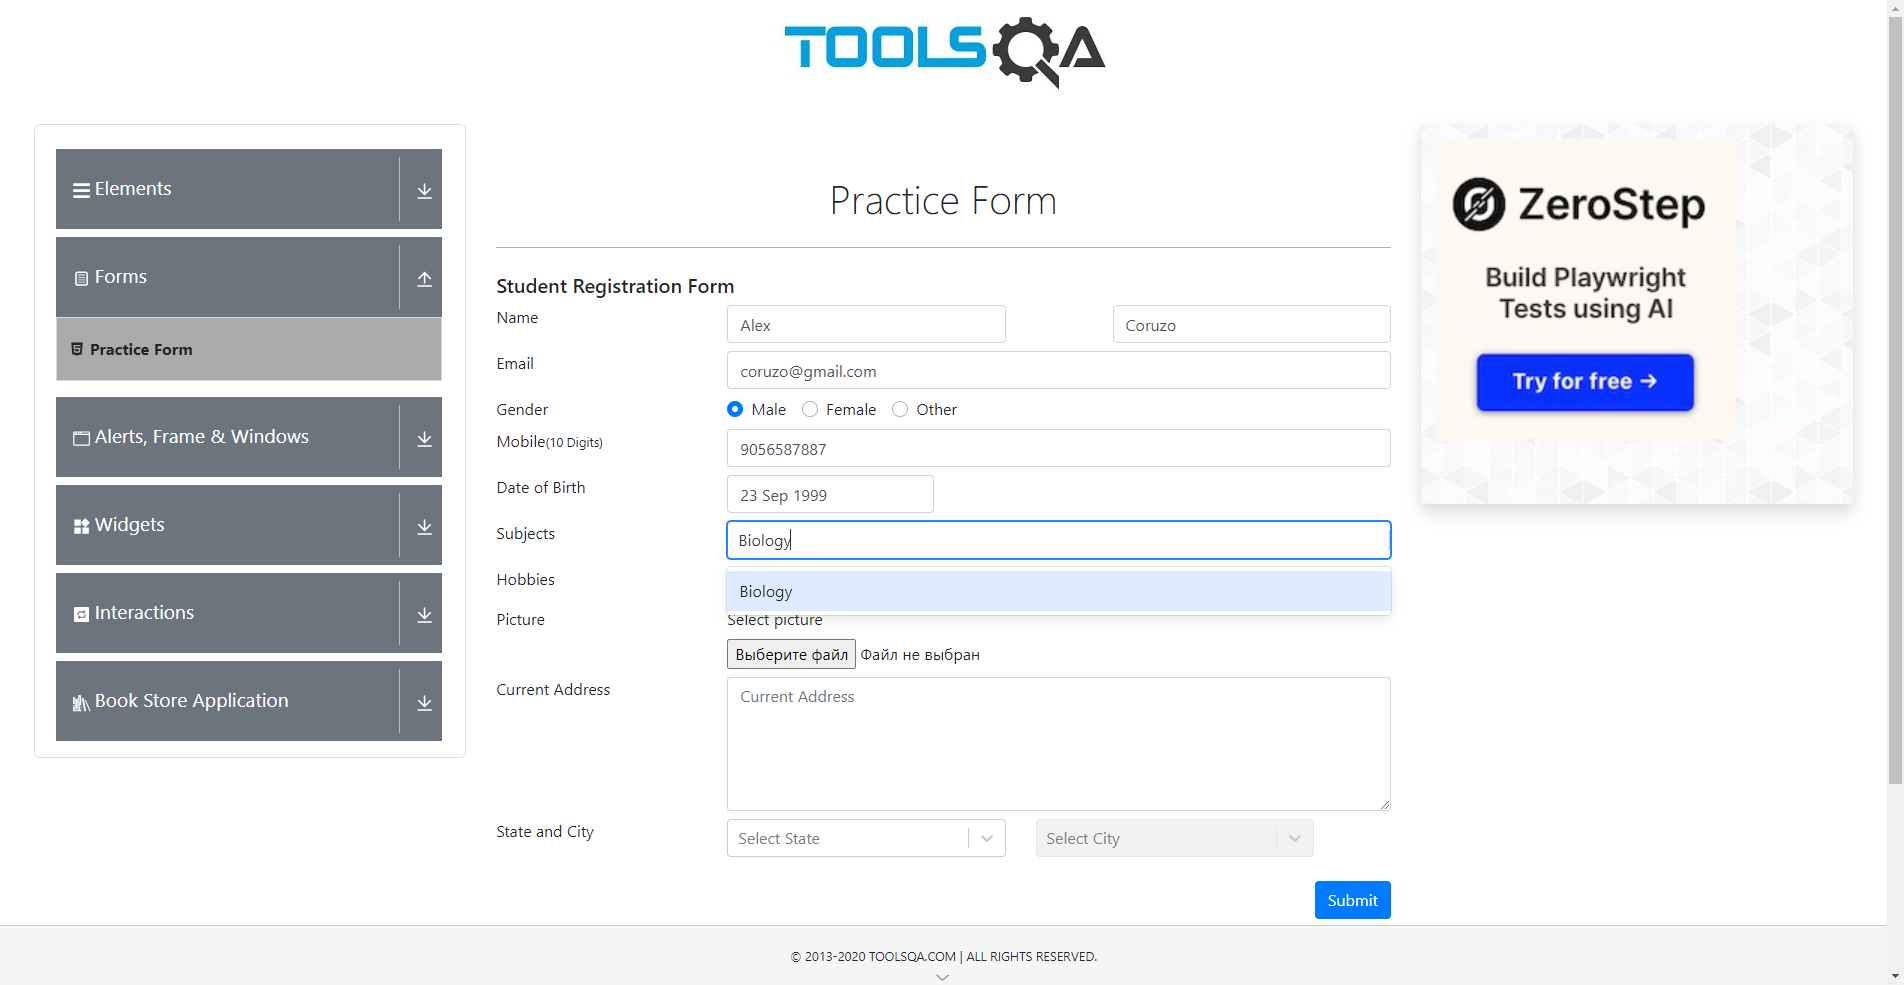 TOOLSQA
Elements
Forms
Practice Form
Alerts, Frame & Windows
Widgets
Interactions
Book Store Application
Practice Form
Student Registration Form
Name Alex Coruzo
Email coruzo@gmail.com
Gender Male Female Other
Mobile(10 Digits) 9056587887
Date of Birth 23 Sep 1999
Subjects Biology
Hobbies Biology
Picture Select picture
Выберите файл Файл не выбран
Current Address Current Address
State and City Select State Select City
Submit
ZeroStep
Build Playwright
Tests using AI
Try for free →
© 2013-2020 TOOLSQA.COM | ALL RIGHTS RESERVED.